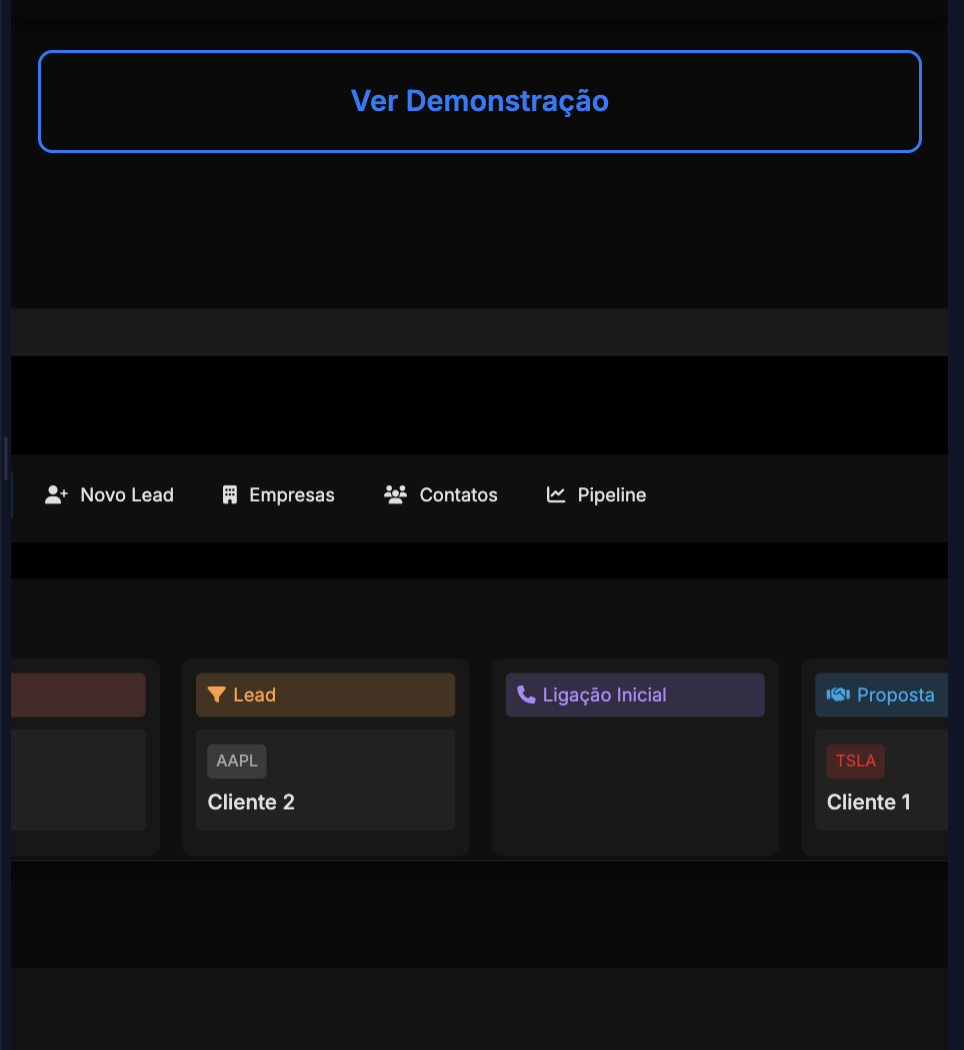 Ver Demonstração
Novo Lead
Empresas
Contatos
Pipeline
Lead
Ligação Inicial
Proposta
AAPL
Cliente 2
TSLA
Cliente 1